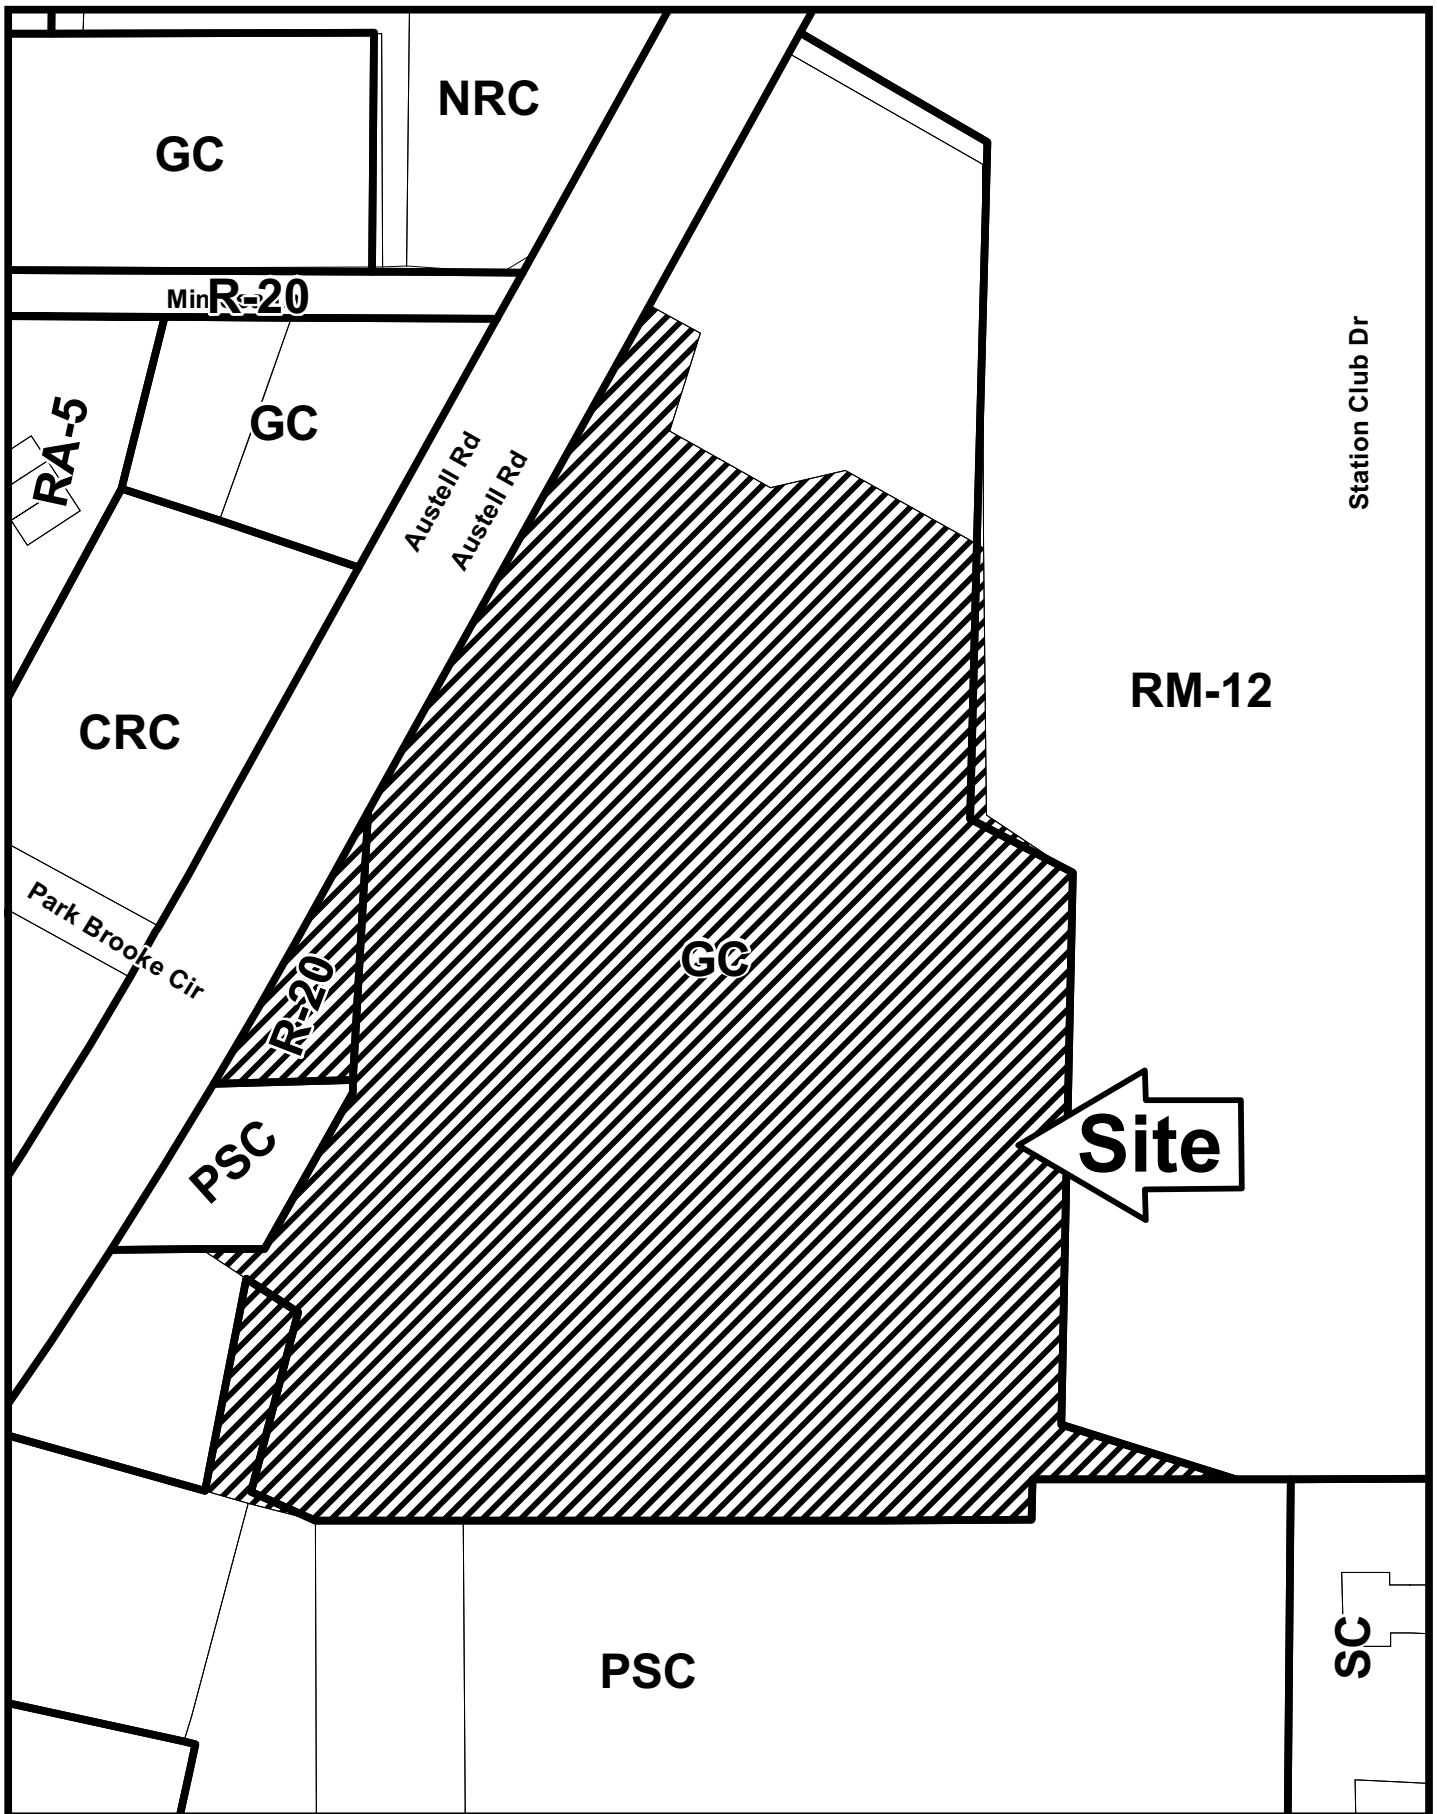 NRC
GC
R-20
Station Club Dr
RA-5
GC
Austell Rd
Austell Rd
RM-12
CRC
Park Brooke Cir
GC
R-20
Site
PSC
PSC
SC